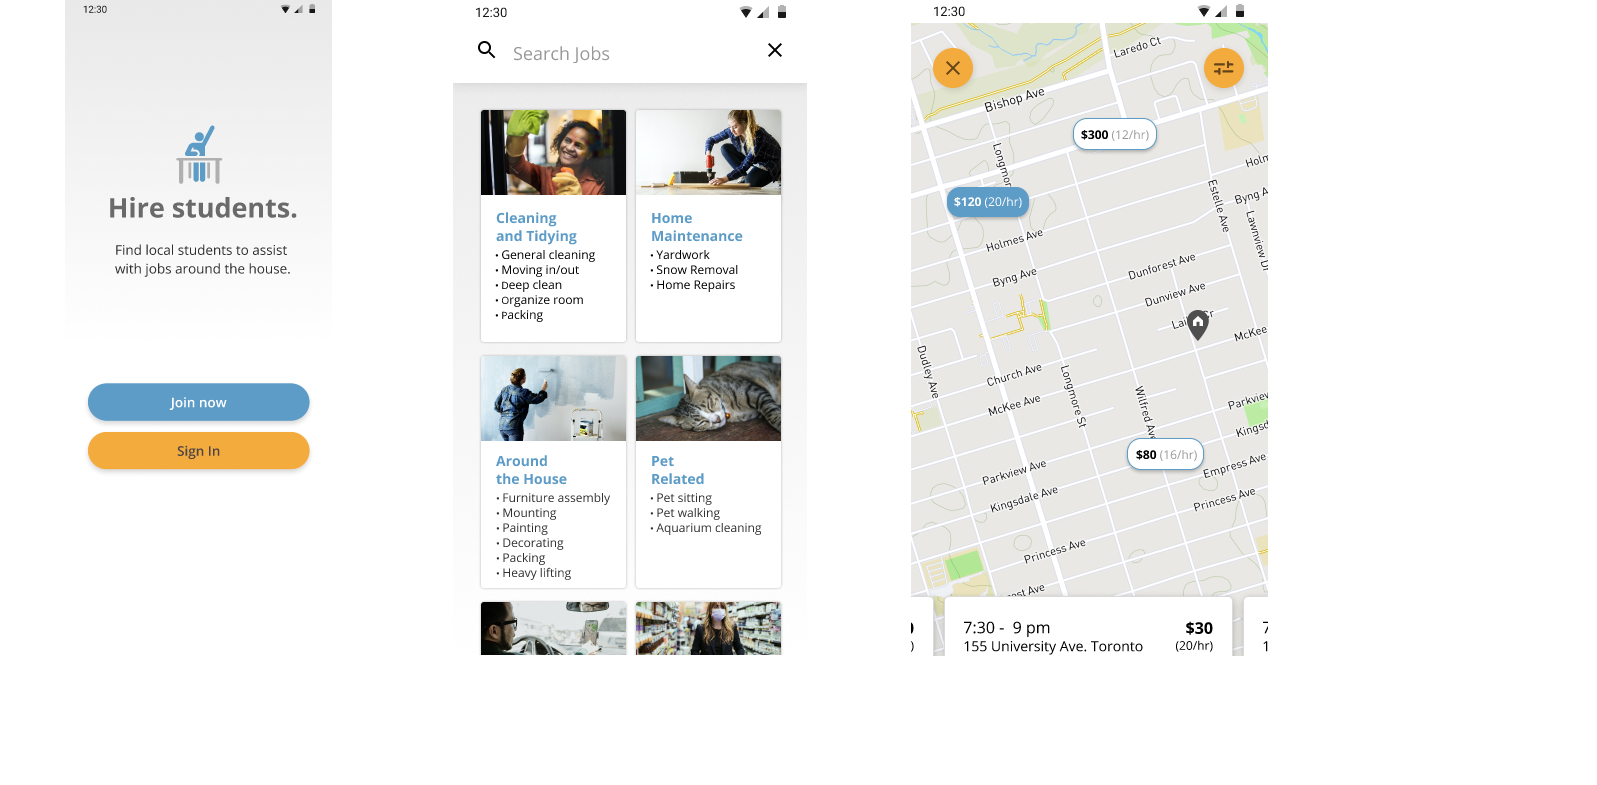 12:30
Hire students.
Find local students to assist
with jobs around the house.
Join now
Sign In
12:30
Search Jobs
Cleaning
and Tidying
• General cleaning
• Moving in/out
• Deep clean
• Organize room
• Packing
Home
Maintenance
• Yardwork
• Snow Removal
• Home Repairs
Around
the House
• Furniture assembly
• Mounting
• Painting
• Decorating
• Packing
• Heavy lifting
Pet
Related
• Pet sitting
• Pet walking
• Aquarium cleaning
12:30
Laredo Ct
Bishop Ave
$300 (12/hr)
Longmor
Holm
Estelle Ave
Byng A
$120 (20/hr)
Lawnview Dr
Holmes Ave
Dunforest Ave
Byng Ave
Dunview Ave
McKee
Dudley Ave
Church Ave
Longmore St
McKee Ave
Wilfred Ave
Parkview
Kingsd
$80 (16/hr)
Empress Ave
Parkview Ave
Kingsdale Ave
Princess Ave
Princess Ave
rest Ave
7:30 - 9 pm
$30
155 University Ave. Toronto
(20/hr)